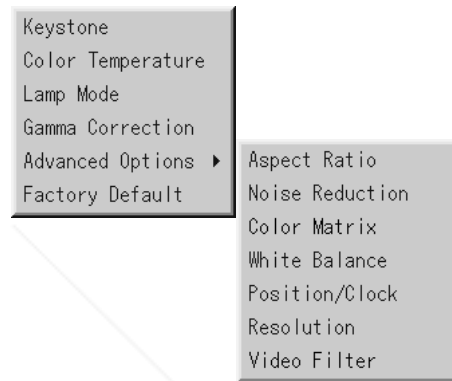 Keystone
Color Temperature
Lamp Mode
Gamma Correction
Advanced Options ▶
Factory Default
Aspect Ratio
Noise Reduction
Color Matrix
White Balance
Position/Clock
Resolution
Video Filter